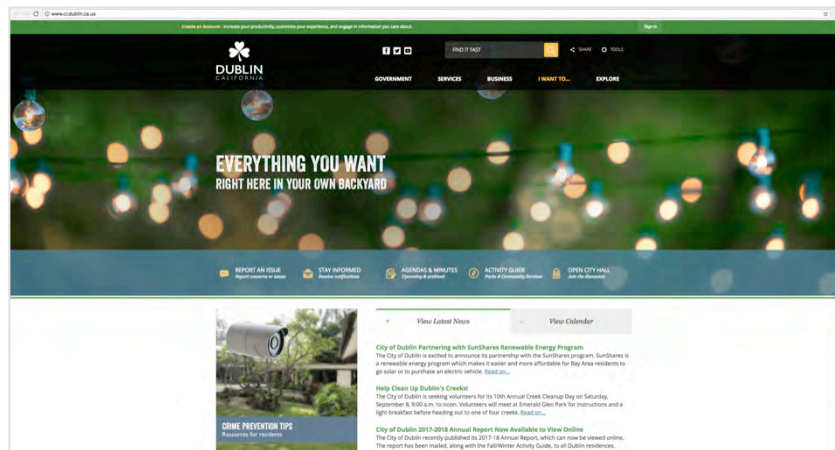 www.ci.dublin.ca.us
Create an Account - Increase your productivity, customize your experience, and engage in information you care about.
Sign in
DUBLIN
CALIFORNIA
FIND IT FAST
SHARE
TOOLS
GOVERNMENT
SERVICES
BUSINESS
I WANT TO...
EXPLORE
EVERYTHING YOU WANT
RIGHT HERE IN YOUR OWN BACKYARD
REPORT AN ISSUE
Report concerns or issues
STAY INFORMED
Receive notifications
AGENDAS & MINUTES
Upcoming & archived
ACTIVITY GUIDE
Parks & Community Services
OPEN CITY HALL
Join the discussion
View Latest News
View Calendar
CRIME PREVENTION TIPS
Resources for residents
City of Dublin Partnering with SunShares Renewable Energy Program
The City of Dublin is excited to announce its partnership with the SunShares program. SunShares is
a renewable energy program which makes it easier and more affordable for Bay Area residents to
go solar or to purchase an electric vehicle. Read on...
Help Clean Up Dublin's Creeks!
The City of Dublin is seeking volunteers for its 10th Annual Creek Cleanup Day on Saturday,
September 8, 9:00 a.m. to noon. Volunteers will meet at Emerald Glen Park for instructions and a
light breakfast before heading out to one of four creeks. Read on...
City of Dublin 2017-2018 Annual Report Now Available to View Online
The City of Dublin recently published its 2017-18 Annual Report, which can now be viewed online.
The report has been mailed, along with the Fall/Winter Activity Guide, to all Dublin residences.